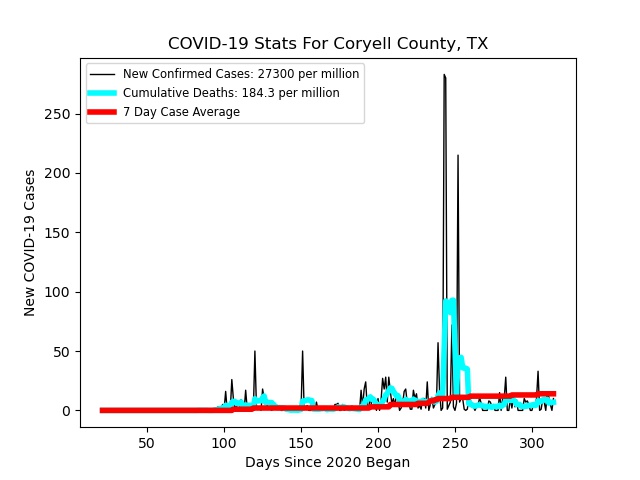 COVID-19 Stats For Coryell County, TX
New Confirmed Cases: 27300 per million
Cumulative Deaths: 184.3 per million
7 Day Case Average
New COVID-19 Cases
250
200
150
100
50
0
50 100 150 200 250 300
Days Since 2020 Began